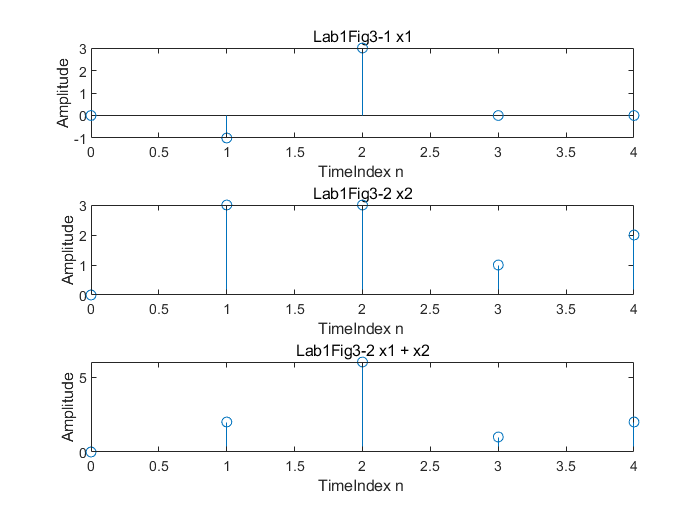 Lab1Fig3-1 x1
Amplitude
3
2
1
0
-1
0 0.5 1 1.5 2 2.5 3 3.5 4
TimeIndex n
Lab1Fig3-2 x2
Amplitude
3
2
1
0
0 0.5 1 1.5 2 2.5 3 3.5 4
TimeIndex n
Lab1Fig3-2 x1 + x2
Amplitude
5
0
0 0.5 1 1.5 2 2.5 3 3.5 4
TimeIndex n